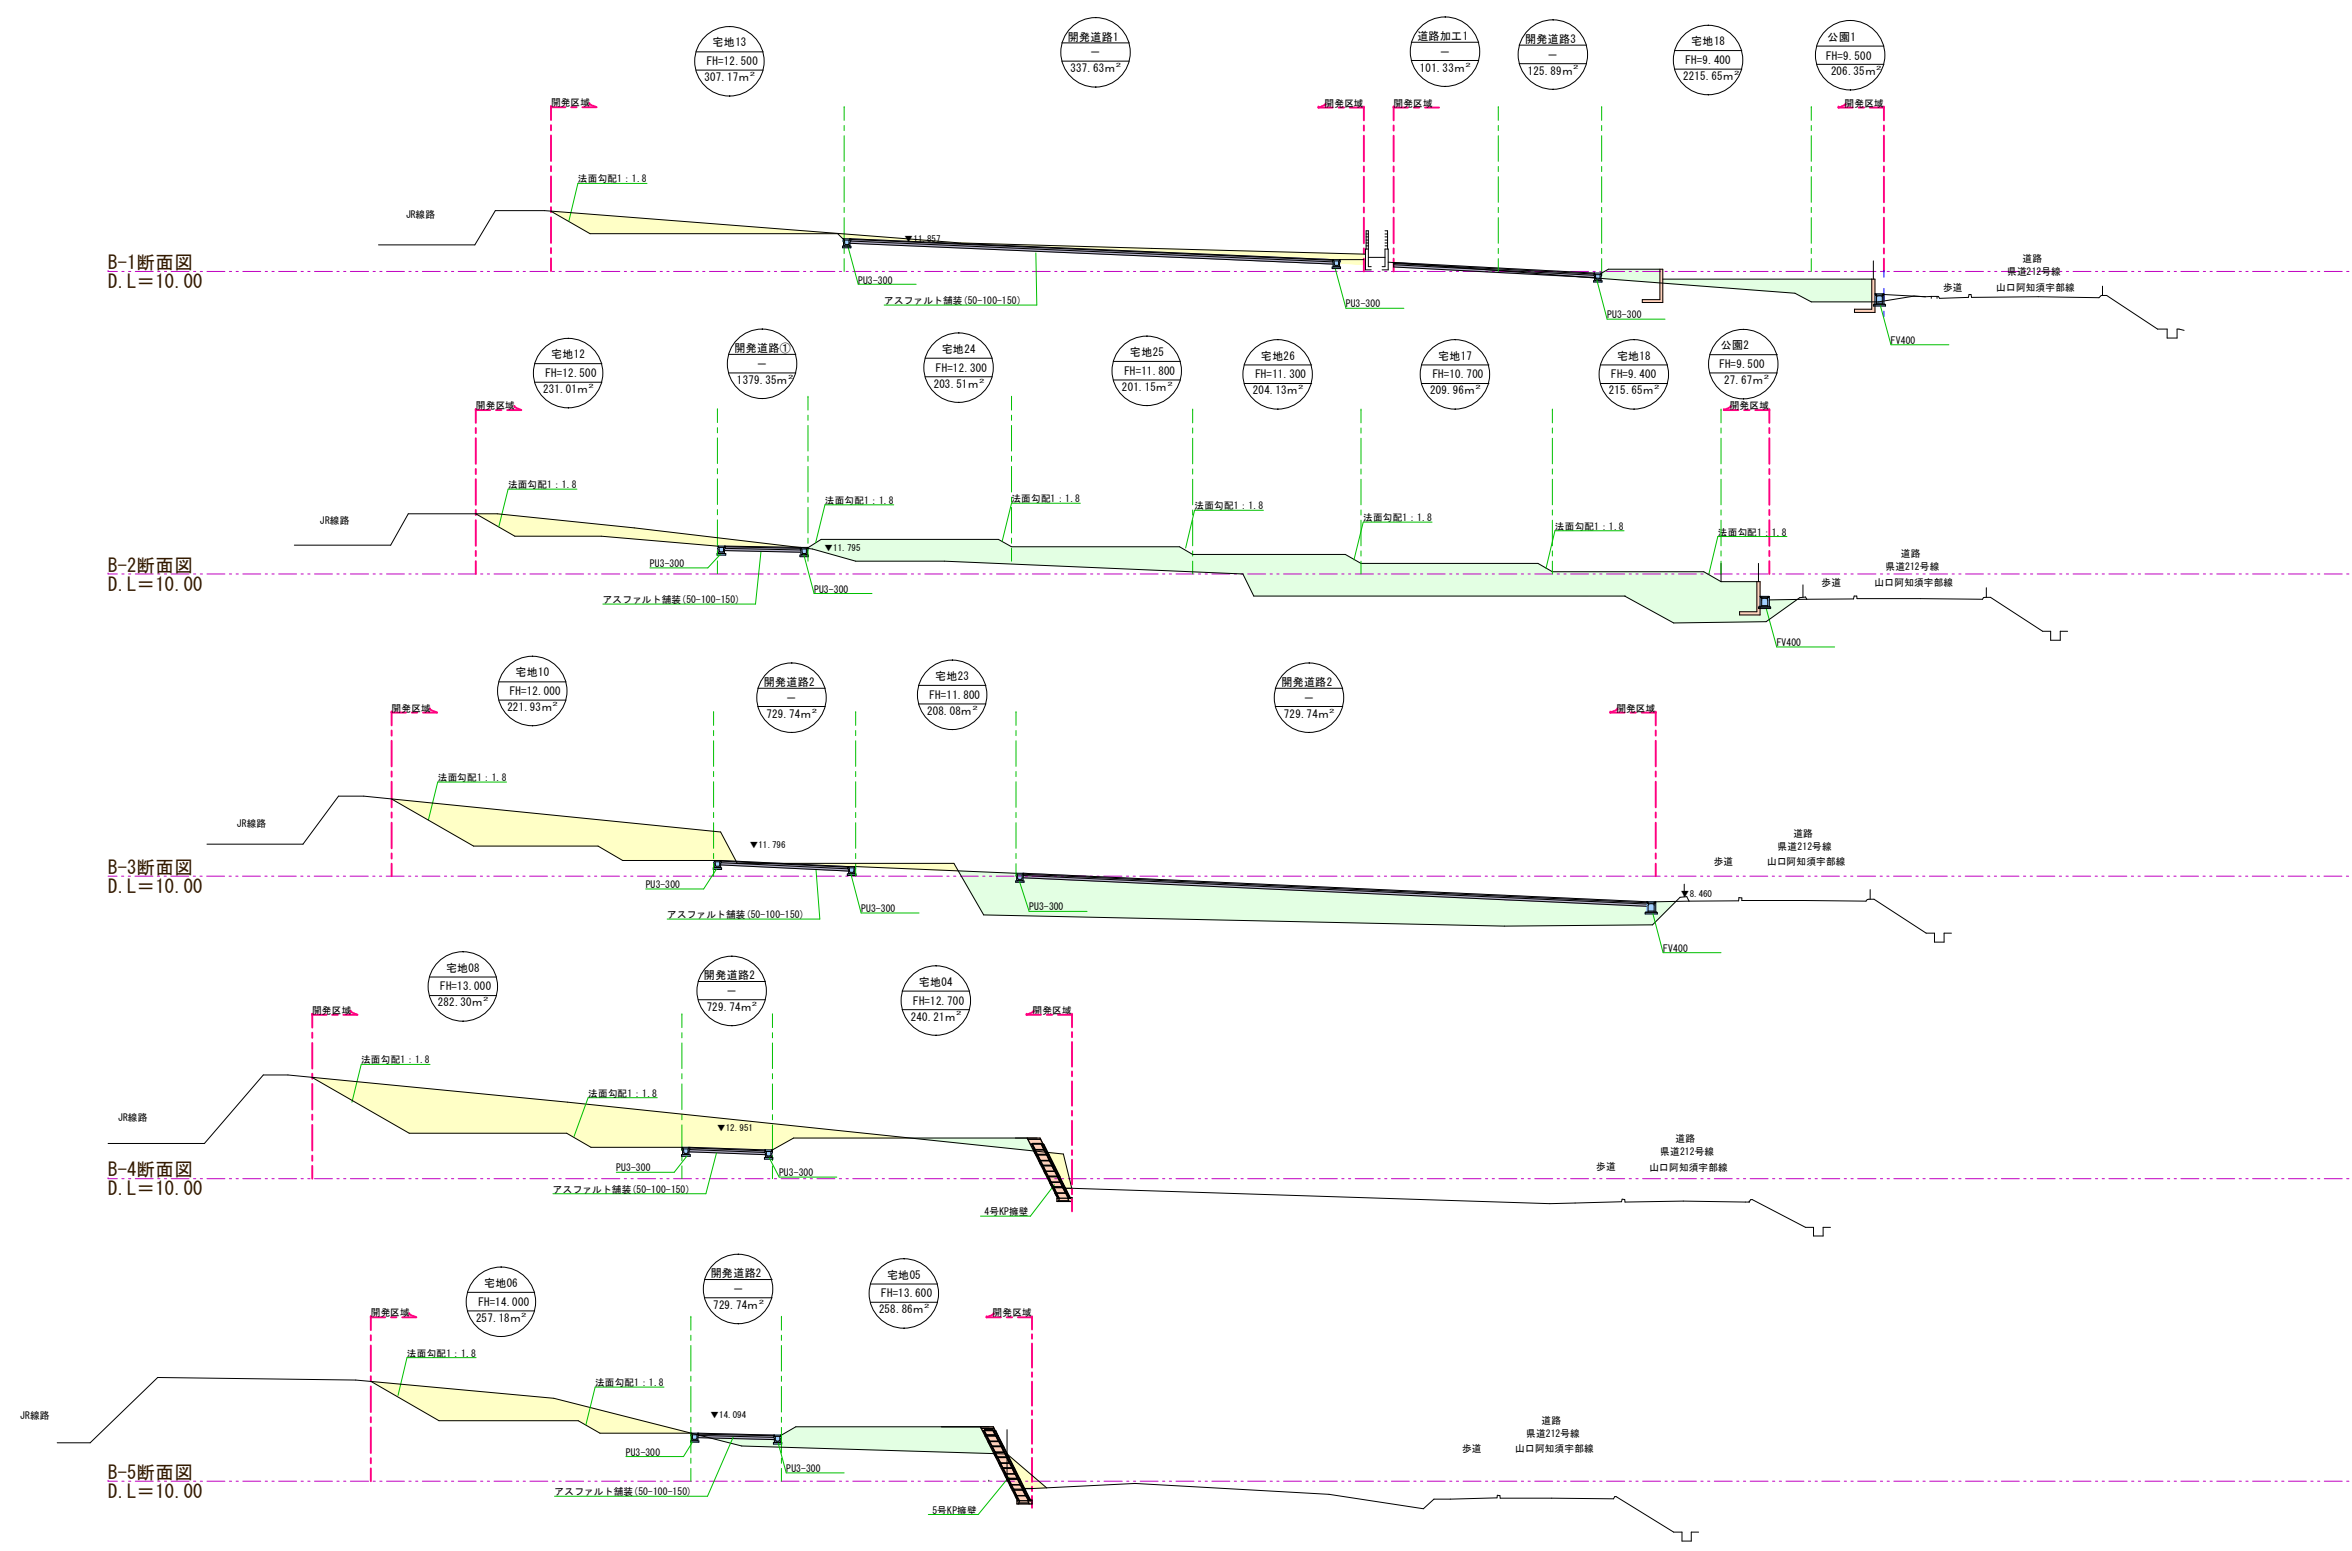 宅地13
FH=12.500
307.17m²
開発道路1
－
337.63m²
道路加工1
－
101.33m²
開発道路3
－
125.89m²
宅地18
FH=9.400
2215.65m²
公園1
FH=9.500
206.35m²
開発区域
開発区域
開発区域
開発区域
法面勾配1：1.8
JR線路
▼11.857
B-1断面図
D.L=10.00
PU3-300
アスファルト舗装(50-100-150)
PU3-300
PU3-300
FV400
道路
県道212号線
歩道
山口阿知須宇部線
宅地12
FH=12.500
231.01m²
開発道路①
－
1379.35m²
宅地24
FH=12.300
203.51m²
宅地25
FH=11.800
201.15m²
宅地26
FH=11.300
204.13m²
宅地17
FH=10.700
209.96m²
宅地18
FH=9.400
215.65m²
公園2
FH=9.500
27.67m²
開発区域
開発区域
法面勾配1：1.8
法面勾配1：1.8
法面勾配1：1.8
法面勾配1：1.8
法面勾配1：1.8
法面勾配1：1.8
法面勾配1：1.8
JR線路
▼11.795
B-2断面図
D.L=10.00
PU3-300
アスファルト舗装(50-100-150)
PU3-300
FV400
道路
県道212号線
歩道
山口阿知須宇部線
宅地10
FH=12.000
221.93m²
開発道路2
－
729.74m²
宅地23
FH=11.800
208.08m²
開発道路2
－
729.74m²
開発区域
開発区域
法面勾配1：1.8
JR線路
▼11.796
B-3断面図
D.L=10.00
PU3-300
アスファルト舗装(50-100-150)
PU3-300
PU3-300
▼8.460
FV400
道路
県道212号線
歩道
山口阿知須宇部線
宅地08
FH=13.000
282.30m²
開発道路2
－
729.74m²
宅地04
FH=12.700
240.21m²
開発区域
開発区域
法面勾配1：1.8
法面勾配1：1.8
JR線路
▼12.951
B-4断面図
D.L=10.00
PU3-300
アスファルト舗装(50-100-150)
PU3-300
4号KP擁壁
道路
県道212号線
歩道
山口阿知須宇部線
宅地06
FH=14.000
257.18m²
開発道路2
－
729.74m²
宅地05
FH=13.600
258.86m²
開発区域
開発区域
法面勾配1：1.8
法面勾配1：1.8
JR線路
▼14.094
B-5断面図
D.L=10.00
PU3-300
アスファルト舗装(50-100-150)
PU3-300
5号KP擁壁
道路
県道212号線
歩道
山口阿知須宇部線